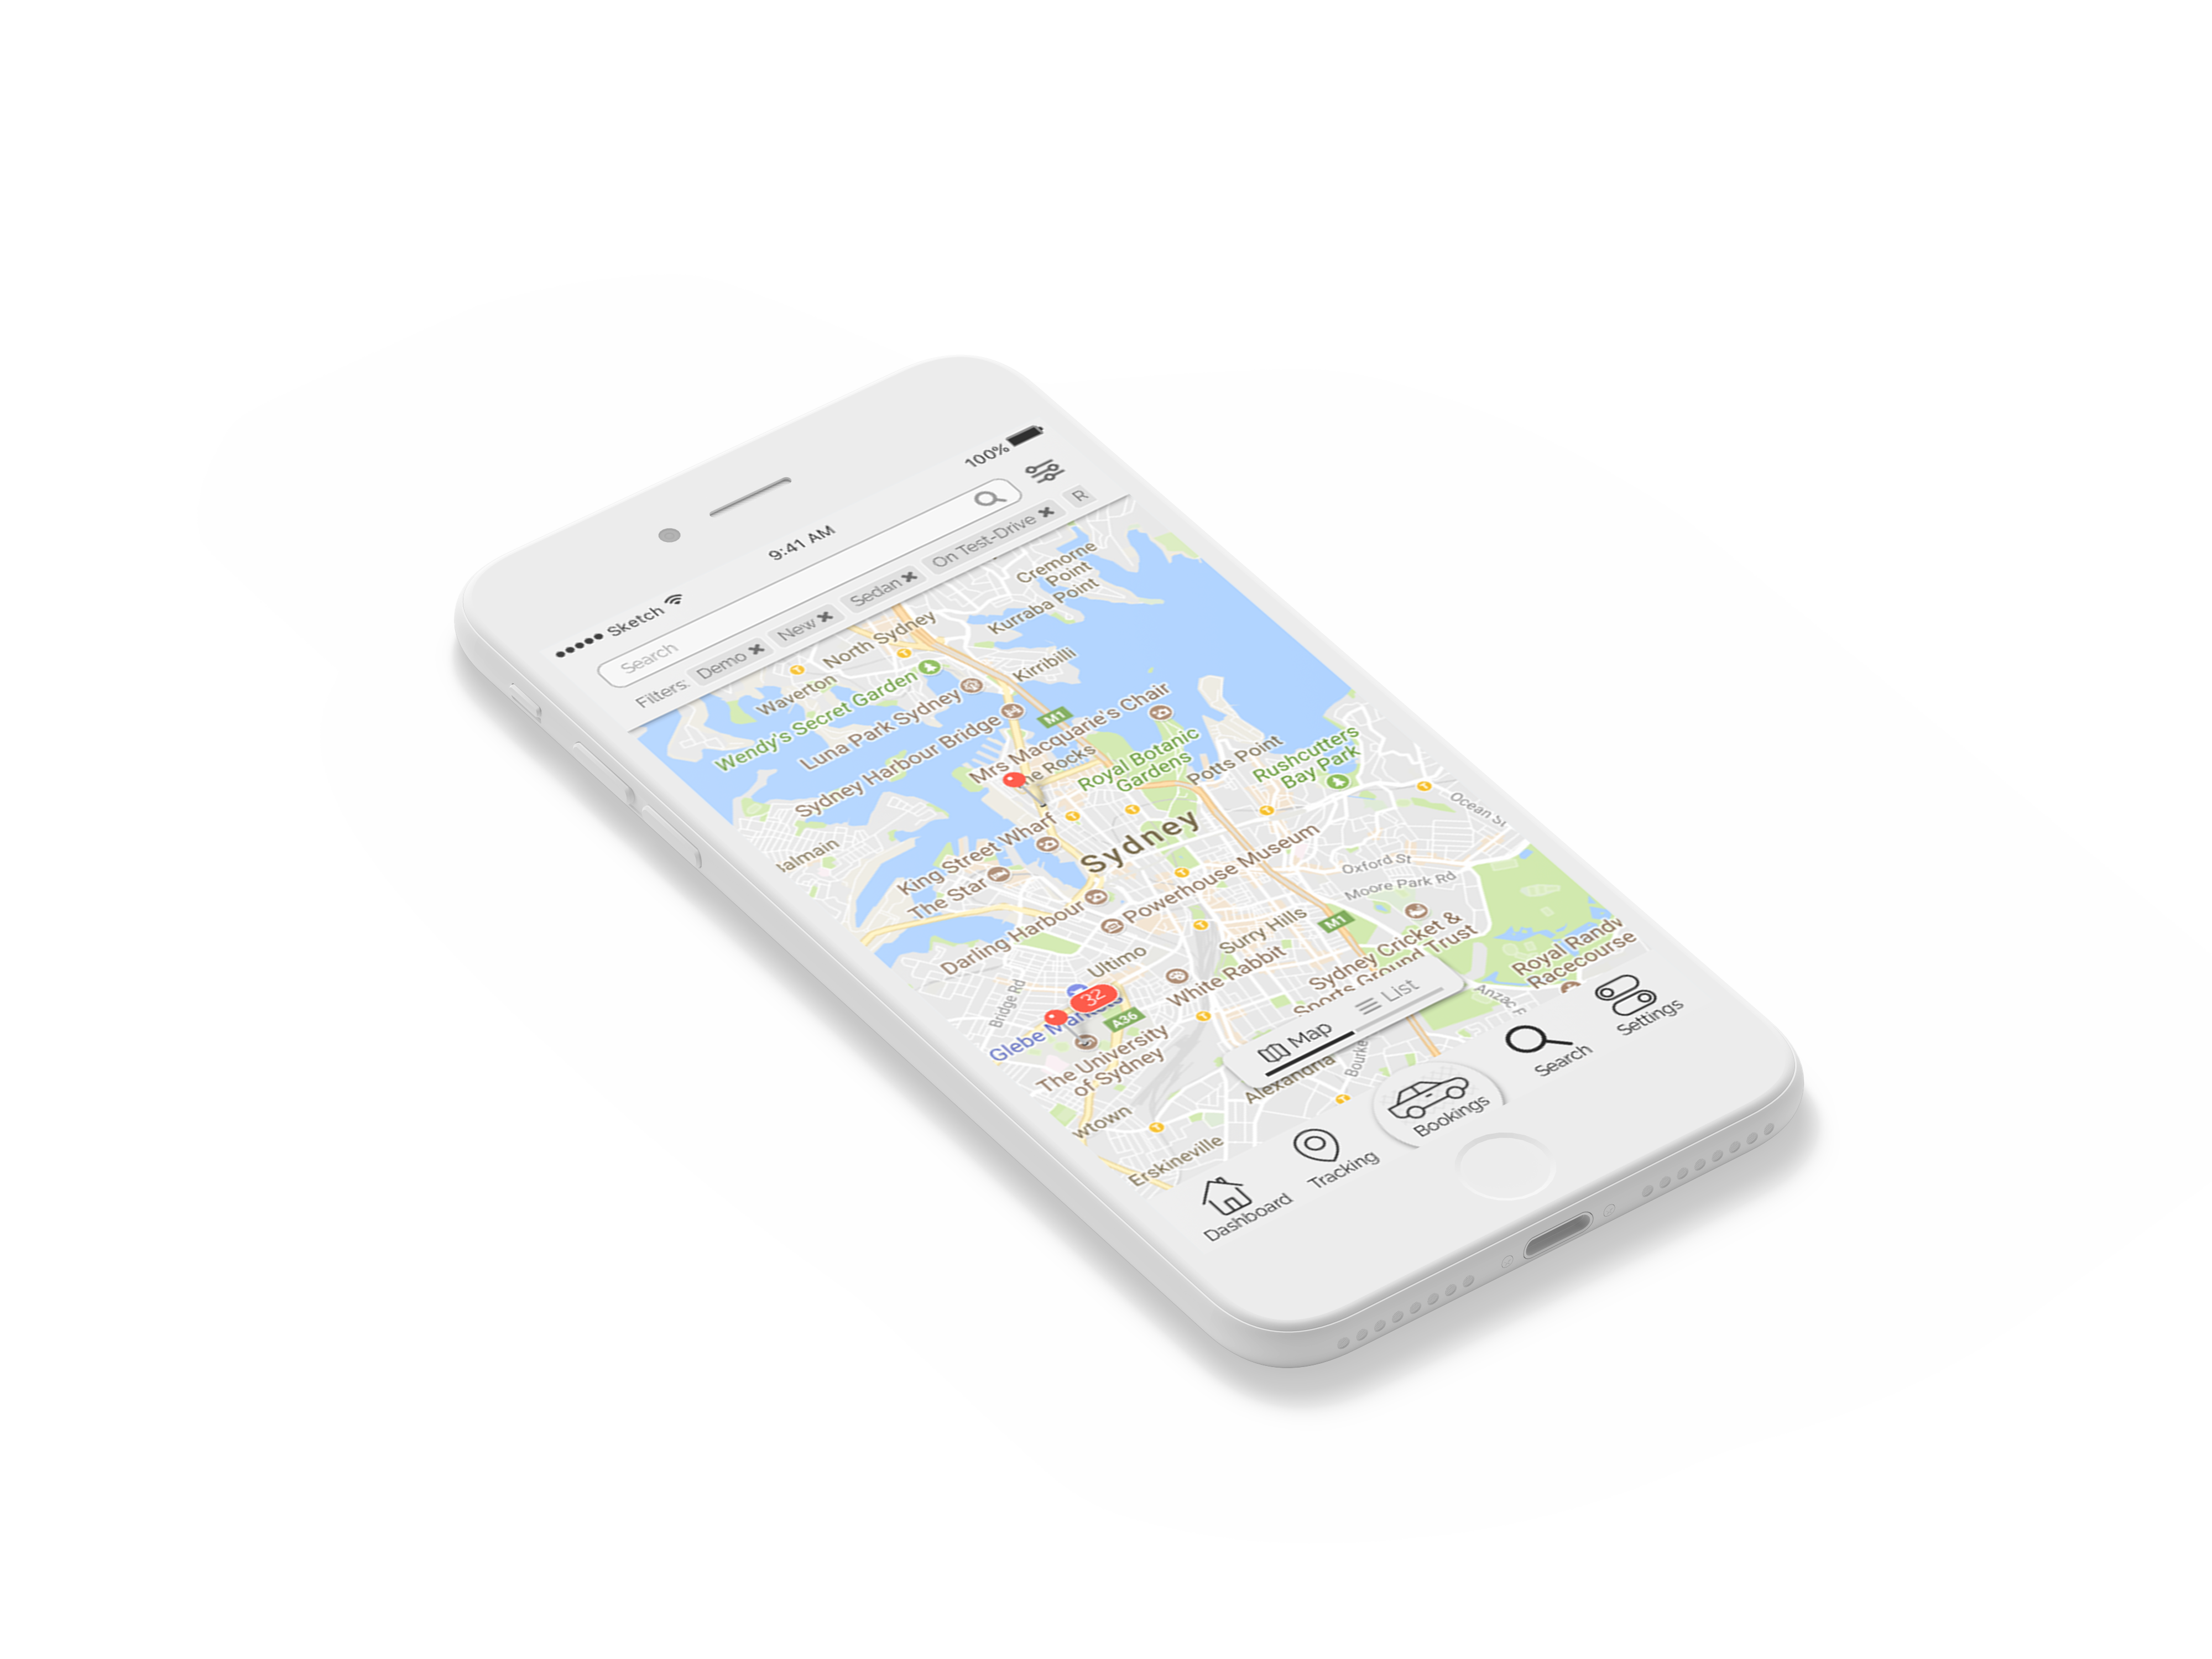 Sketch
9:41 AM
100%
Search
Filters:
Demo
New
Sedan
On Test-Drive
R
Cremorne
Point
Kurraba Point
North Sydney
Waverton
Kirribilli
Wendy's Secret Garden
Luna Park Sydney
Sydney Harbour Bridge
M1
Mrs Macquarie's Chair
he Rocks
Royal Botanic
Gardens
Potts Point
Rushcutters
Bay Park
Ocean St
almain
King Street Wharf
The Star
Sydney
Powerhouse Museum
Oxford St
Moore Park Rd
Darling Harbour
Ultimo
Surry Hills
M1
White Rabbit
Sydney Cricket &
Sports Ground Trust
Royal Randw
Racecourse
Bridge Rd
32
Glebe Markets
A36
The University
of Sydney
Anzac
Map
List
Alexandria
Bourke
wtown
Erskineville
Dashboard
Tracking
Bookings
Search
Settings